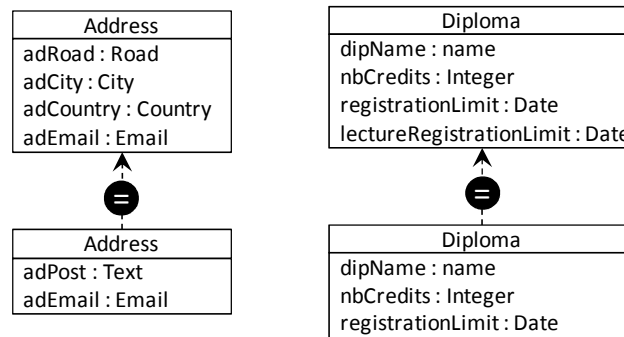 Address
adRoad : Road
adCity : City
adCountry : Country
adEmail : Email
=
Address
adPost : Text
adEmail : Email
Diploma
dipName : name
nbCredits : Integer
registrationLimit : Date
lectureRegistrationLimit : Date
=
Diploma
dipName : name
nbCredits : Integer
registrationLimit : Date